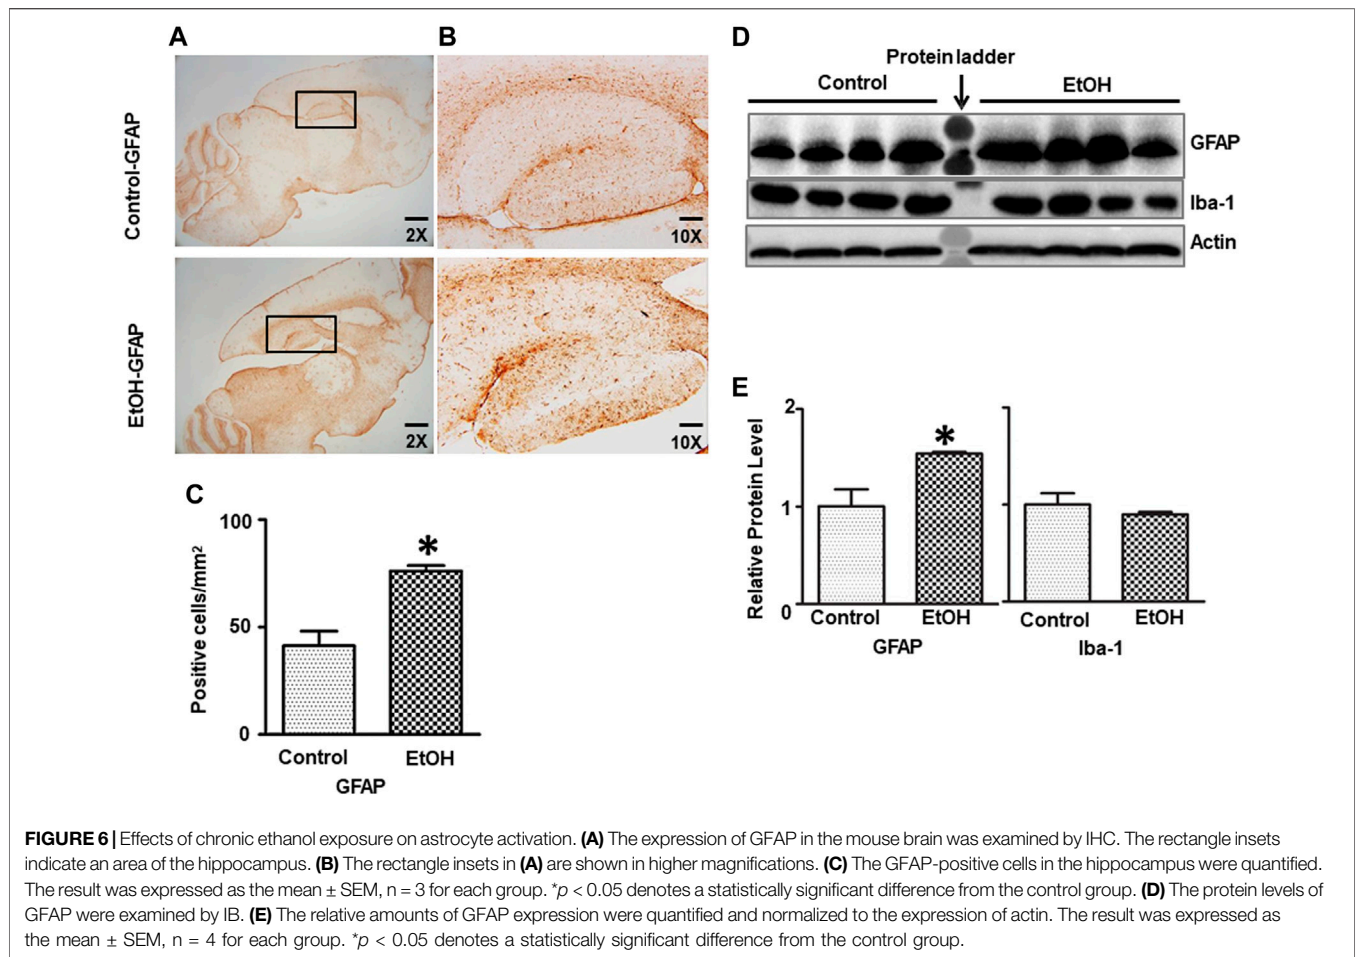 A
B
Control-GFAP
2X
10X
EtOH-GFAP
2X
10X
C
100
50
0
Positive cells/mm²
*
Control
EtOH
GFAP
D
Protein ladder
Control
EtOH
GFAP
Iba-1
Actin
E
2
1
0
Relative Protein Level
*
Control
EtOH
Control
EtOH
GFAP
Iba-1
FIGURE 6 | Effects of chronic ethanol exposure on astrocyte activation. (A) The expression of GFAP in the mouse brain was examined by IHC. The rectangle insets
indicate an area of the hippocampus. (B) The rectangle insets in (A) are shown in higher magnifications. (C) The GFAP-positive cells in the hippocampus were quantified.
The result was expressed as the mean ± SEM, n = 3 for each group. *p < 0.05 denotes a statistically significant difference from the control group. (D) The protein levels of
GFAP were examined by IB. (E) The relative amounts of GFAP expression were quantified and normalized to the expression of actin. The result was expressed as
the mean ± SEM, n = 4 for each group. *p < 0.05 denotes a statistically significant difference from the control group.